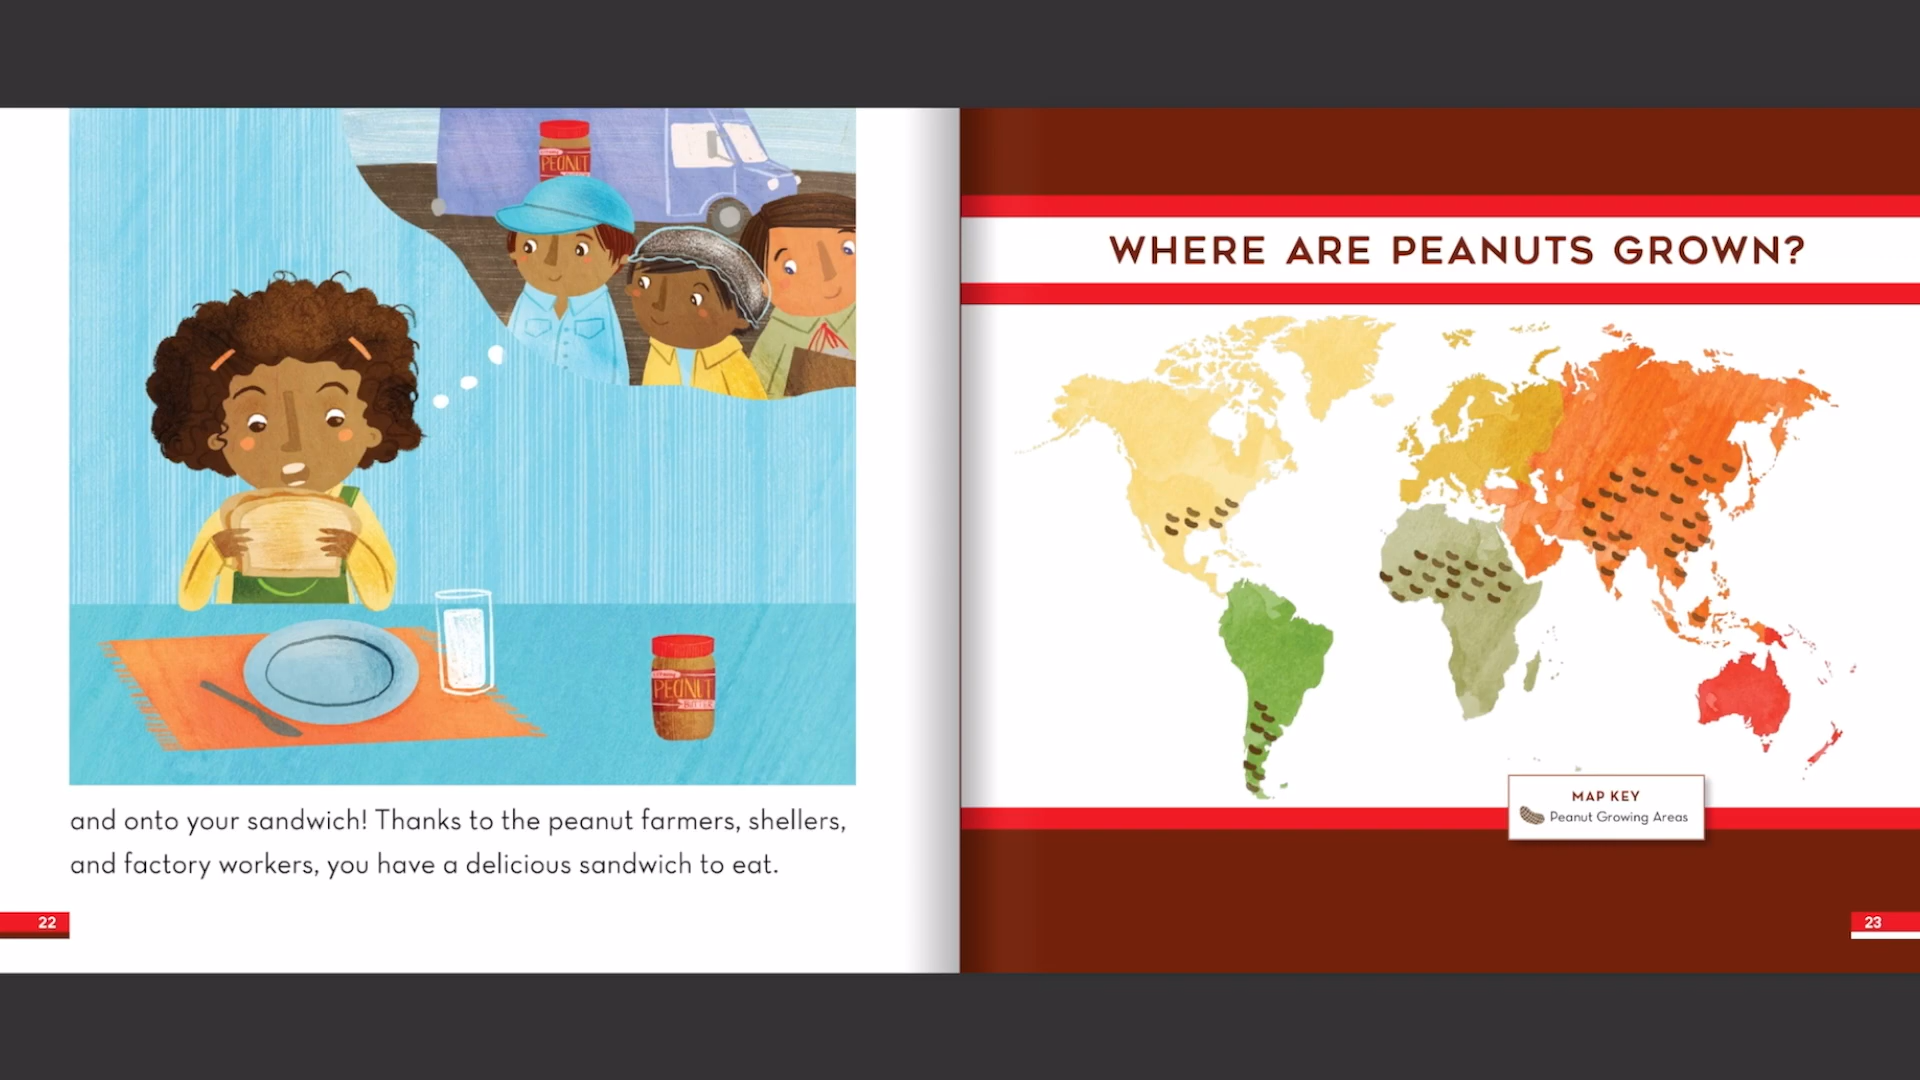 PEANUT
PEANUT
BUTTER
and onto your sandwich! Thanks to the peanut farmers, shellers,
and factory workers, you have a delicious sandwich to eat.
22
WHERE ARE PEANUTS GROWN?
MAP KEY
Peanut Growing Areas
23